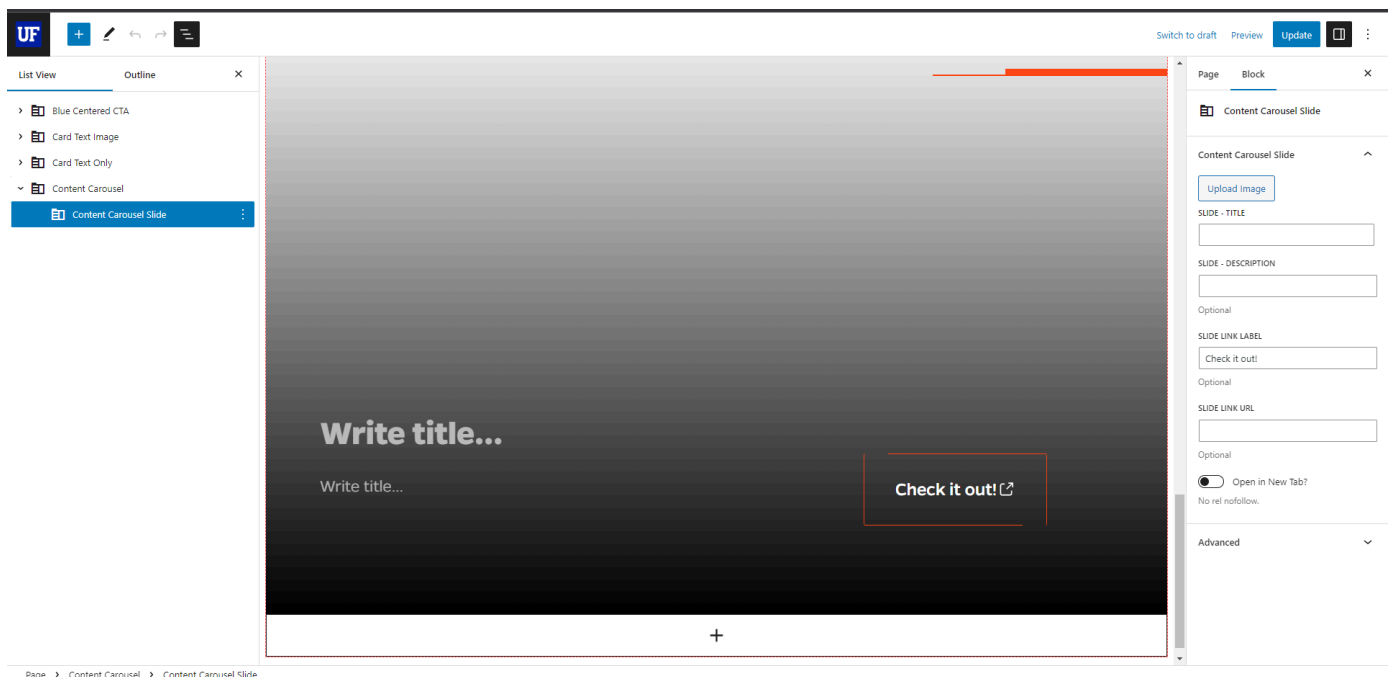 UF
Switch to draft Preview Update
List View Outline
Blue Centered CTA
Card Text Image
Card Text Only
Content Carousel
Content Carousel Slide
Write title...
Write title...
Check it out!
Page Block
Content Carousel Slide
Content Carousel Slide
Upload Image
SLIDE - TITLE
SLIDE - DESCRIPTION
Optional
SLIDE LINK LABEL
Check it out!
Optional
SLIDE LINK URL
Optional
Open in New Tab?
No rel nofollow.
Advanced
Page > Content Carousel > Content Carousel Slide